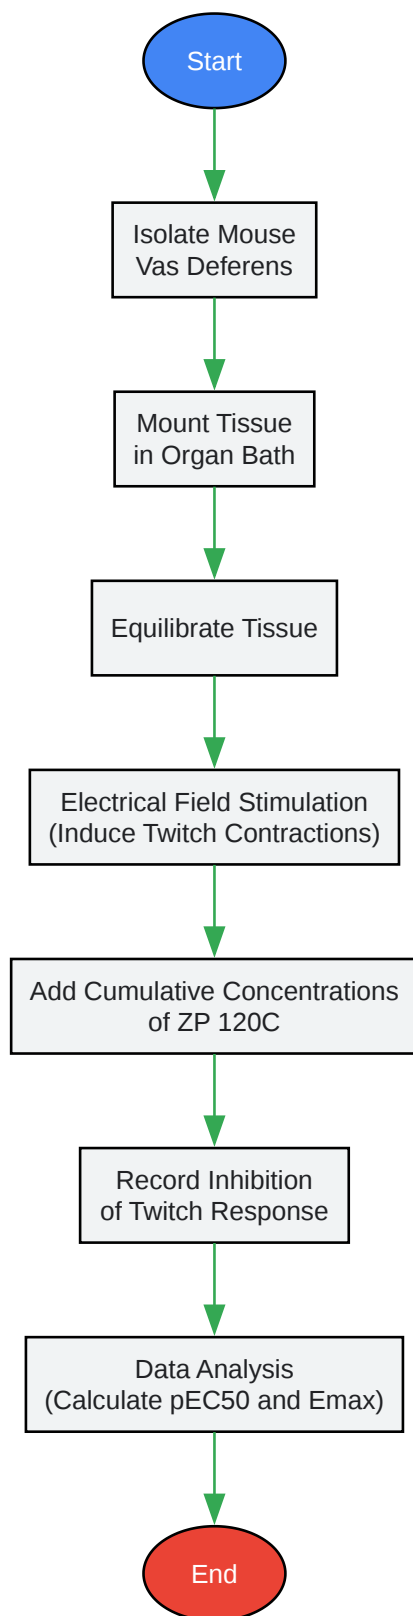 Start
Isolate Mouse
Vas Deferens
Mount Tissue
in Organ Bath
Equilibrate Tissue
Electrical Field Stimulation
(Induce Twitch Contractions)
Add Cumulative Concentrations
of ZP 120C
Record Inhibition
of Twitch Response
Data Analysis
(Calculate pEC50 and Emax)
End